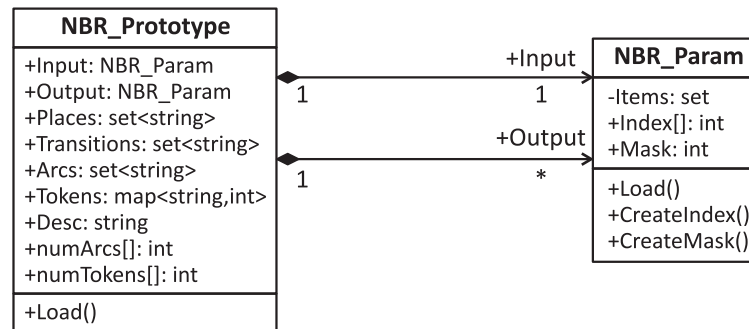 NBR_Prototype
+Input: NBR_Param
+Output: NBR_Param
+Places: set<string>
+Transitions: set<string>
+Arcs: set<string>
+Tokens: map<string,int>
+Desc: string
+numArcs[]: int
+numTokens[]: int
+Load()
+Input
1
1
+Output
1
*
NBR_Param
-Items: set
+Index[]: int
+Mask: int
+Load()
+CreateIndex()
+CreateMask()